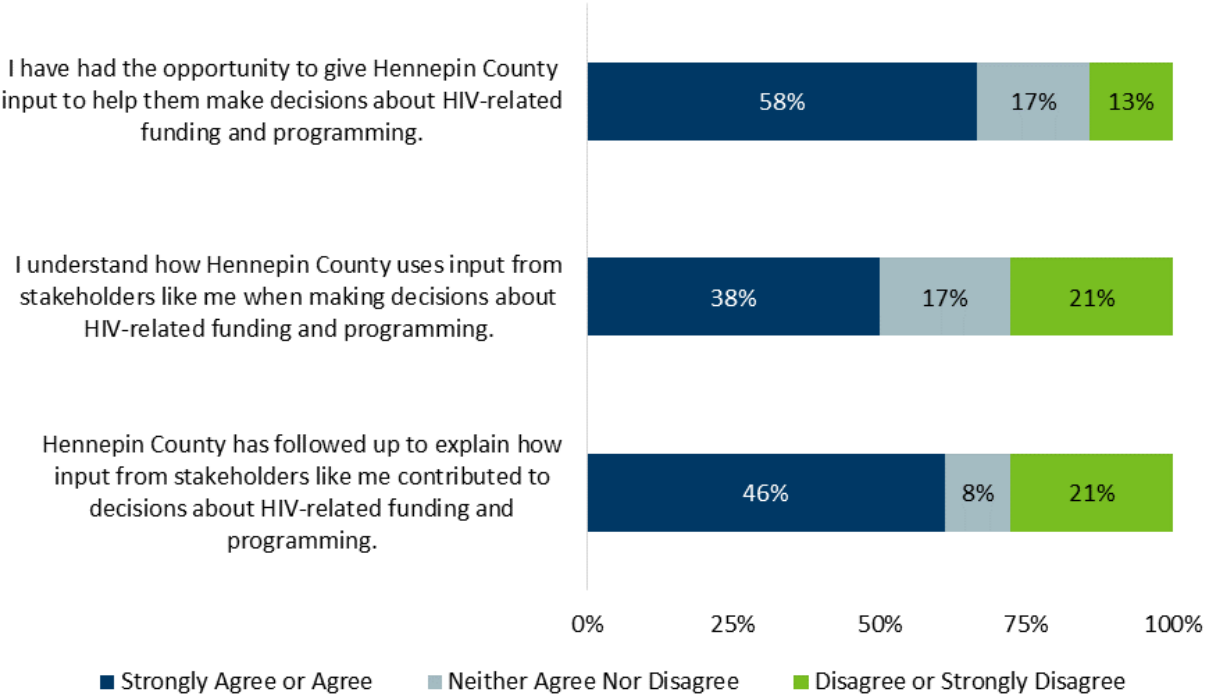 I have had the opportunity to give Hennepin County
input to help them make decisions about HIV-related
funding and programming.
58%
17%
13%
I understand how Hennepin County uses input from
stakeholders like me when making decisions about
HIV-related funding and programming.
38%
17%
21%
Hennepin County has followed up to explain how
input from stakeholders like me contributed to
decisions about HIV-related funding and
programming.
46%
8%
21%
0% 25% 50% 75% 100%
Strongly Agree or Agree Neither Agree Nor Disagree Disagree or Strongly Disagree